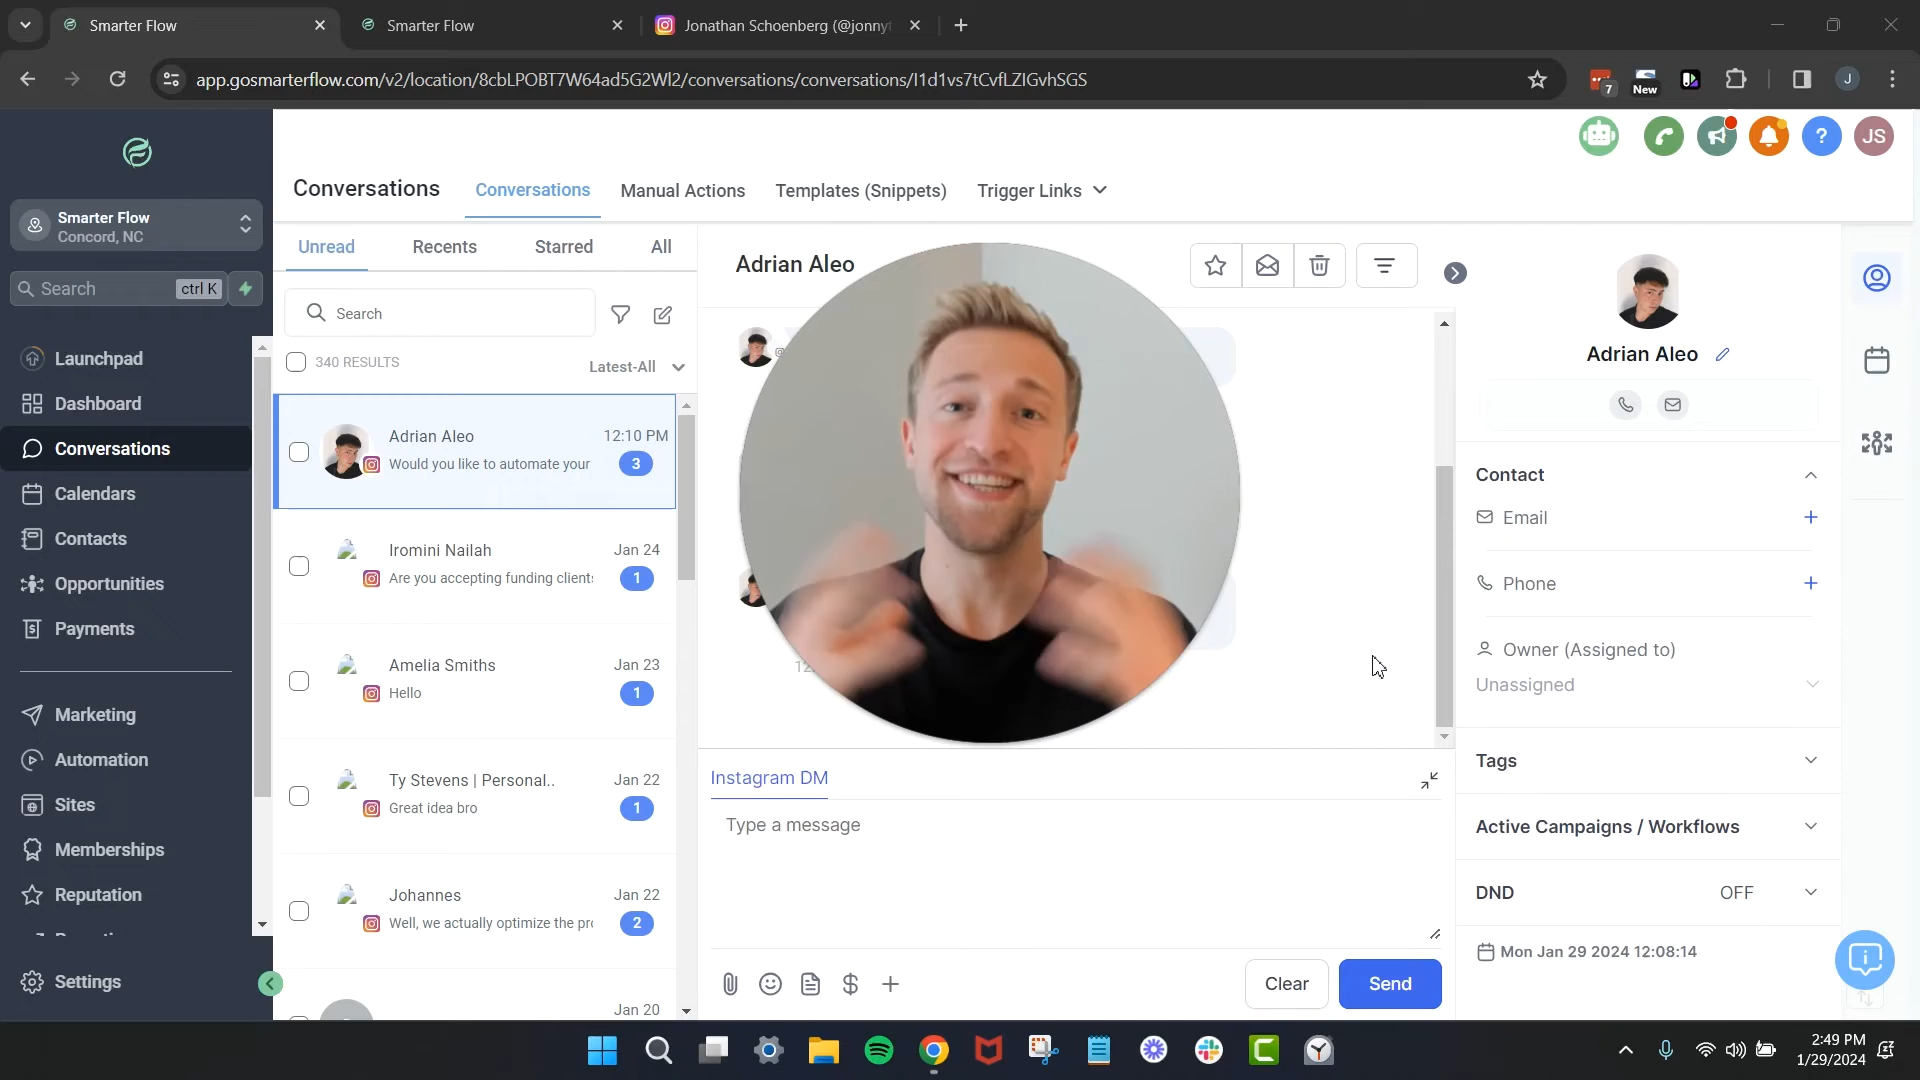 Smarter Flow
Smarter Flow
Jonathan Schoenberg (@jonnyt
app.gosmarterflow.com/v2/location/8cbLPOBT7W64ad5G2Wl2/conversations/conversations/I1d1vs7tCvfLZIGvhSGS
7
New
J
JS
Smarter Flow
Concord, NC
Search
ctrl K
Launchpad
Dashboard
Conversations
Calendars
Contacts
Opportunities
Payments
Marketing
Automation
Sites
Memberships
Reputation
Settings
Conversations
Conversations
Manual Actions
Templates (Snippets)
Trigger Links
Unread
Recents
Starred
All
Search
340 RESULTS
Latest-All
Adrian Aleo
12:10 PM
Would you like to automate your
3
Iromini Nailah
Jan 24
Are you accepting funding clients
1
Amelia Smiths
Jan 23
Hello
1
Ty Stevens | Personal..
Jan 22
Great idea bro
1
Johannes
Jan 22
Well, we actually optimize the pro
2
Jan 20
Adrian Aleo
Instagram DM
Type a message
Clear
Send
Adrian Aleo
Contact
Email
Phone
Owner (Assigned to)
Unassigned
Tags
Active Campaigns / Workflows
DND
OFF
Mon Jan 29 2024 12:08:14
2:49 PM
1/29/2024